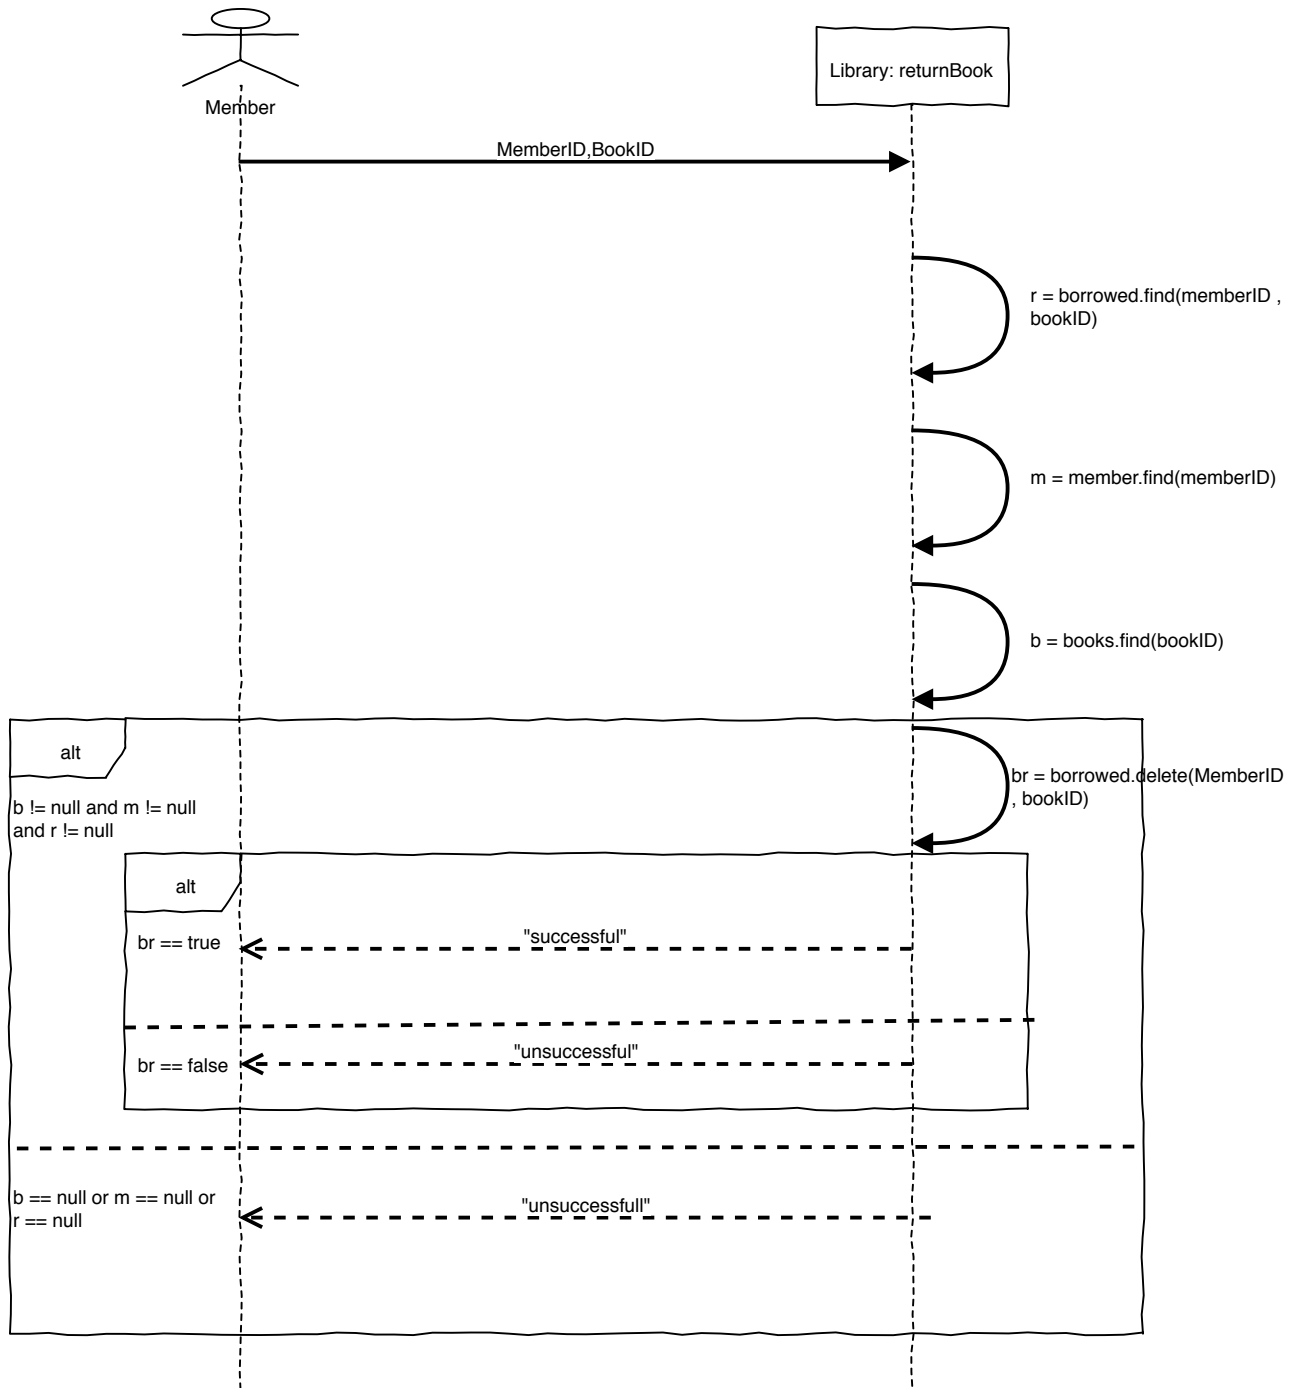 Library: returnBook
Member
MemberID,BookID
r = borrowed.find(memberID ,
bookID)
m = member.find(memberID)
b = books.find(bookID)
alt
br = borrowed.delete(MemberID
, bookID)
b != null and m != null
and r != null
alt
br == true
"successful"
br == false
"unsuccessful"
b == null or m == null or
r == null
"unsuccessfull"